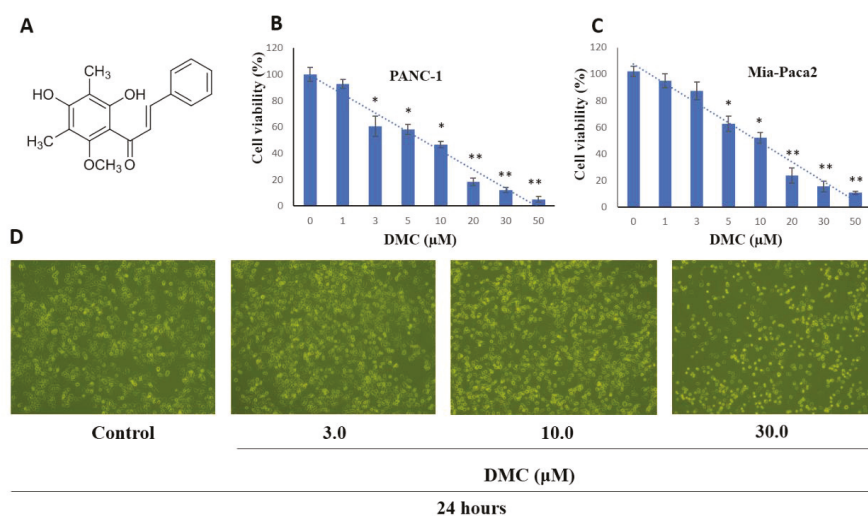 A
CH₃
HO
OH
H₃C
OCH₃
O
B
PANC-1
Cell viability (%)
120
100
80
60
40
20
0
*
*
*
**
**
**
0 1 3 5 10 20 30 50
DMC (µM)
C
Mia-Paca2
Cell viability (%)
120
100
80
60
40
20
0
*
*
**
**
**
0 1 3 5 10 20 30 50
DMC (µM)
D
Control 3.0 10.0 30.0
DMC (µM)
24 hours